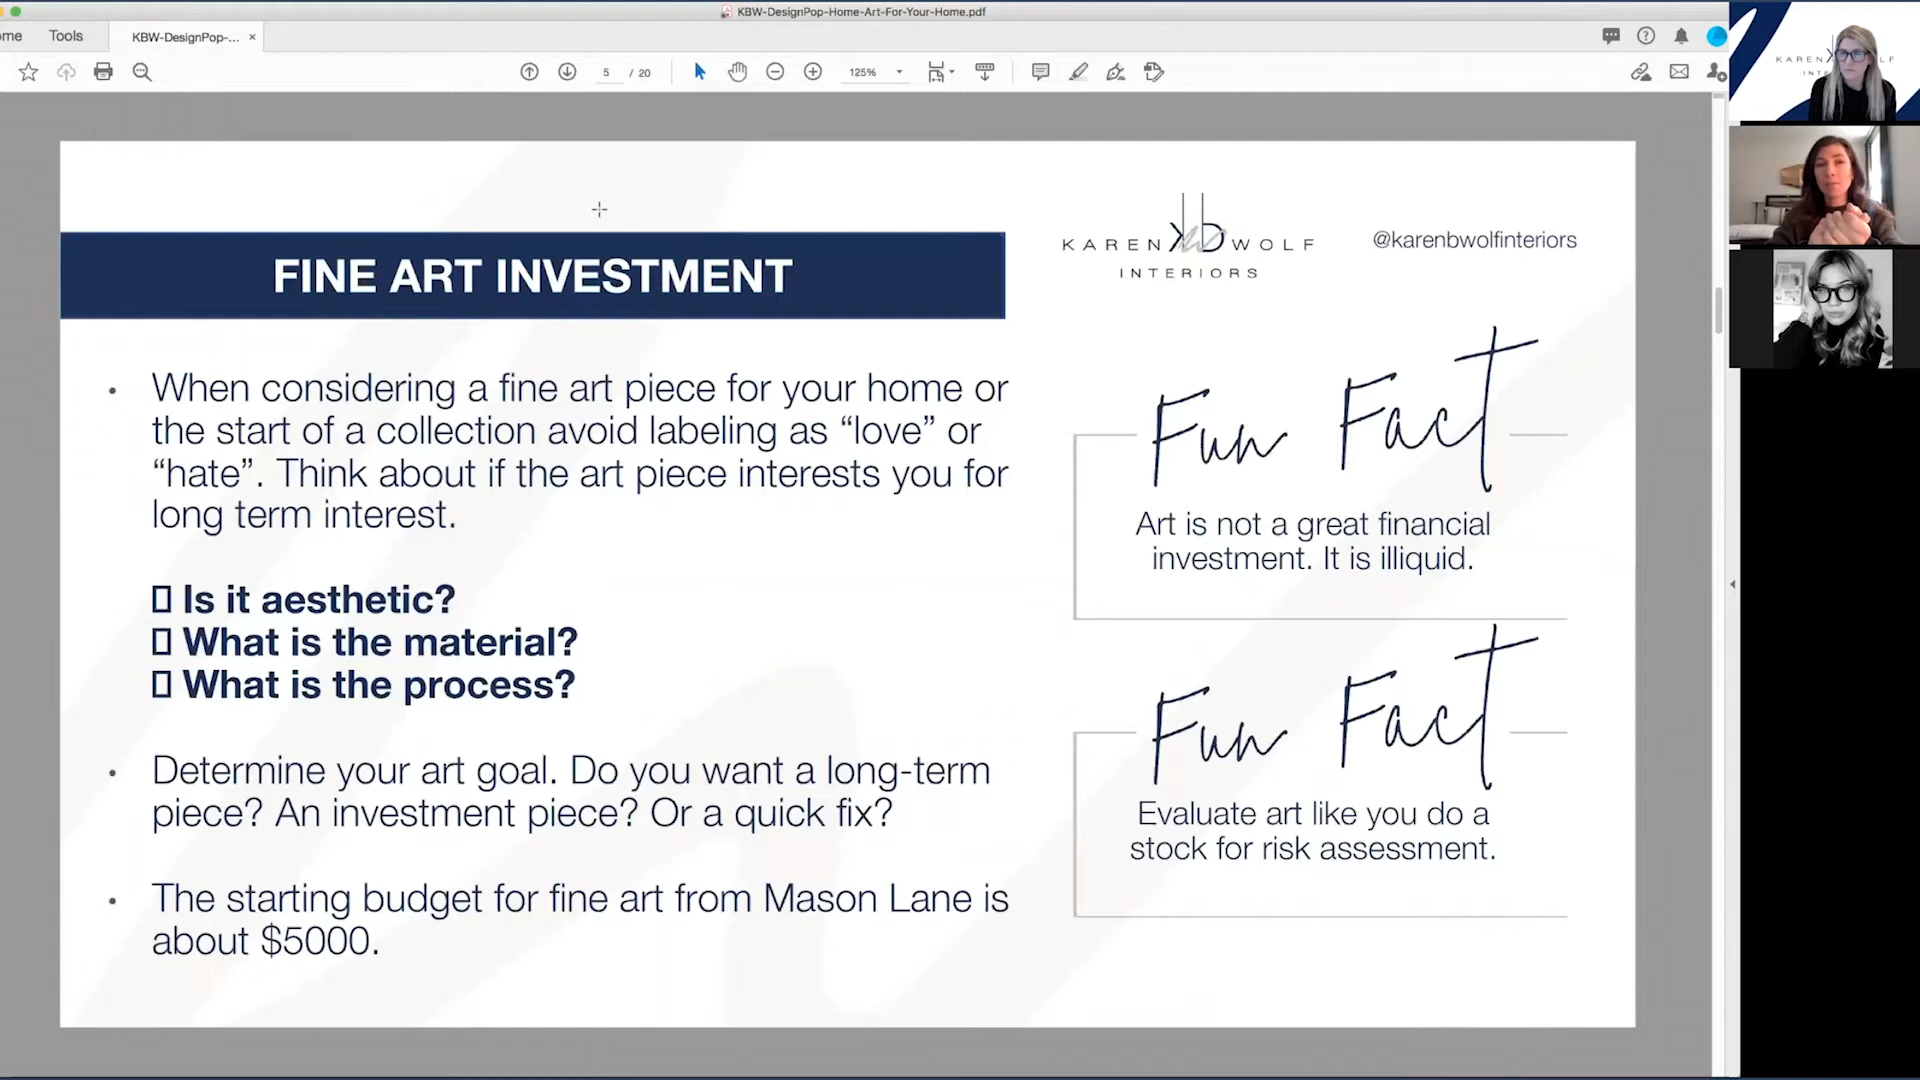 KBW-DesignPop-Home-Art-For-Your-Home.pdf
ome Tools KBW-DesignPop-... ×
5 / 20 125%
KAREN WOLF
INTERIORS
@karenbwolfinteriors
FINE ART INVESTMENT
• When considering a fine art piece for your home or
the start of a collection avoid labeling as “love” or
“hate”. Think about if the art piece interests you for
long term interest.
Is it aesthetic?
What is the material?
What is the process?
• Determine your art goal. Do you want a long-term
piece? An investment piece? Or a quick fix?
• The starting budget for fine art from Mason Lane is
about $5000.
Fun Fact
Art is not a great financial
investment. It is illiquid.
Fun Fact
Evaluate art like you do a
stock for risk assessment.